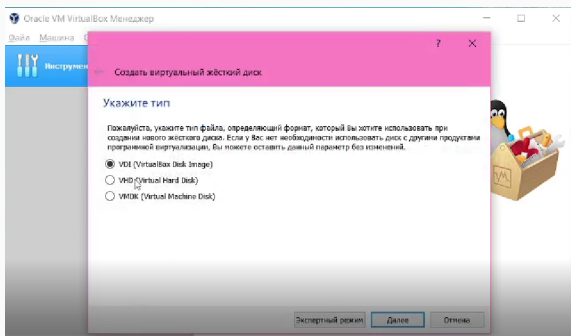 Oracle VM VirtualBox Менеджер
Файл Машина
Инструмен
?
Создать виртуальный жёсткий диск
Укажите тип
Пожалуйста, укажите тип файла, определяющий формат, который Вы хотите использовать при
создании нового жёсткого диска. Если у Вас нет необходимости использовать диск с другими продуктами
программной виртуализации, Вы можете оставить данный параметр без изменений.
VDI (VirtualBox Disk Image)
VHD (Virtual Hard Disk)
VMDK (Virtual Machine Disk)
Экспертный режим Далее Отмена